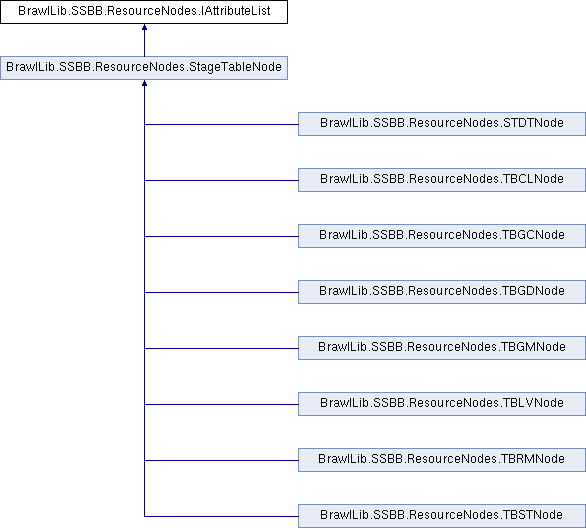 BrawlLib.SSBB.ResourceNodes.IAttributeList
BrawlLib.SSBB.ResourceNodes.StageTableNode
BrawlLib.SSBB.ResourceNodes.STDTNode
BrawlLib.SSBB.ResourceNodes.TBCLNode
BrawlLib.SSBB.ResourceNodes.TBGCNode
BrawlLib.SSBB.ResourceNodes.TBGDNode
BrawlLib.SSBB.ResourceNodes.TBGMNode
BrawlLib.SSBB.ResourceNodes.TBLVNode
BrawlLib.SSBB.ResourceNodes.TBRMNode
BrawlLib.SSBB.ResourceNodes.TBSTNode